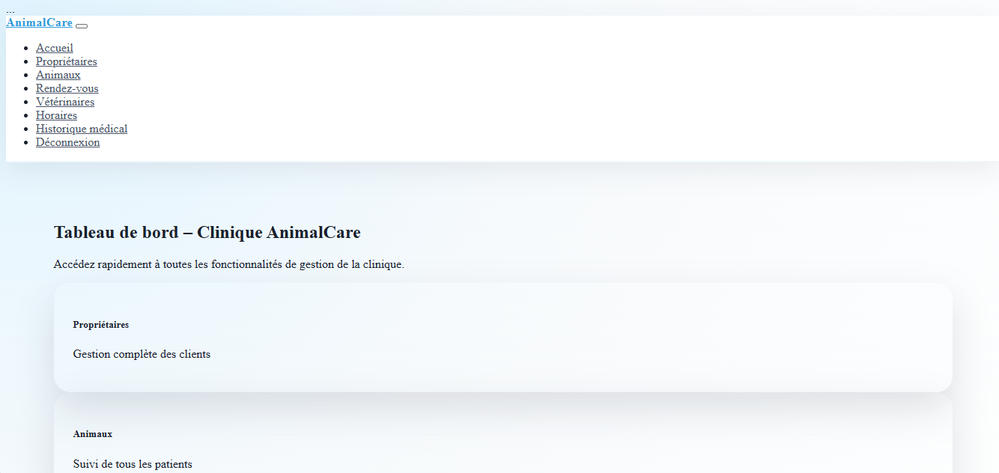 ...
AnimalCare
Accueil
Propriétaires
Animaux
Rendez-vous
Vétérinaires
Horaires
Historique médical
Déconnexion
Tableau de bord – Clinique AnimalCare
Accédez rapidement à toutes les fonctionnalités de gestion de la clinique.
Propriétaires
Gestion complète des clients
Animaux
Suivi de tous les patients